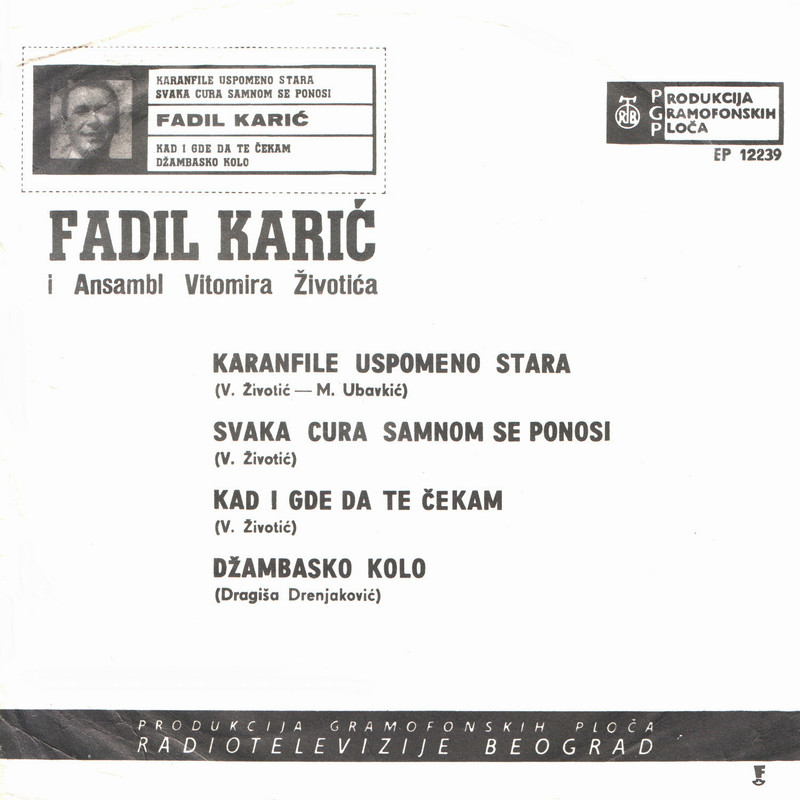 KARANFILE USPOMENO STARA
SVAKA CURA SAMNOM SE PONOSI
FADIL KARIĆ
KAD I GDE DA TE ČEKAM
DŽAMBASKO KOLO
RTB
PRODUKCIJA
GRAMOFONSKIH
PLOČA
EP 12239
FADIL KARIĆ
i Ansambl Vitomira Životića
KARANFILE USPOMENO STARA
(V. Životić — M. Ubavkić)
SVAKA CURA SAMNOM SE PONOSI
(V. Životić)
KAD I GDE DA TE ČEKAM
(V. Životić)
DŽAMBASKO KOLO
(Dragiša Drenjaković)
PRODUKCIJA GRAMOFONSKIH PLOČA
RADIOTELEVIZIJE BEOGRAD